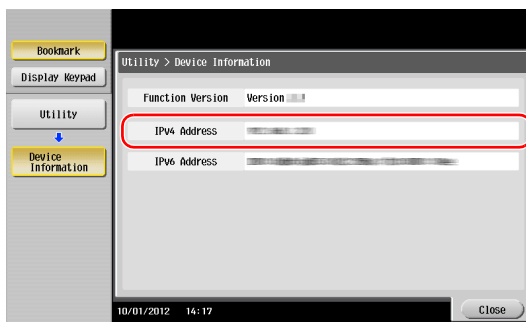 Bookmark
Display Keypad
Utility
Device
Information
Utility > Device Information
Function Version Version
IPv4 Address
IPv6 Address
10/01/2012 14:17
Close